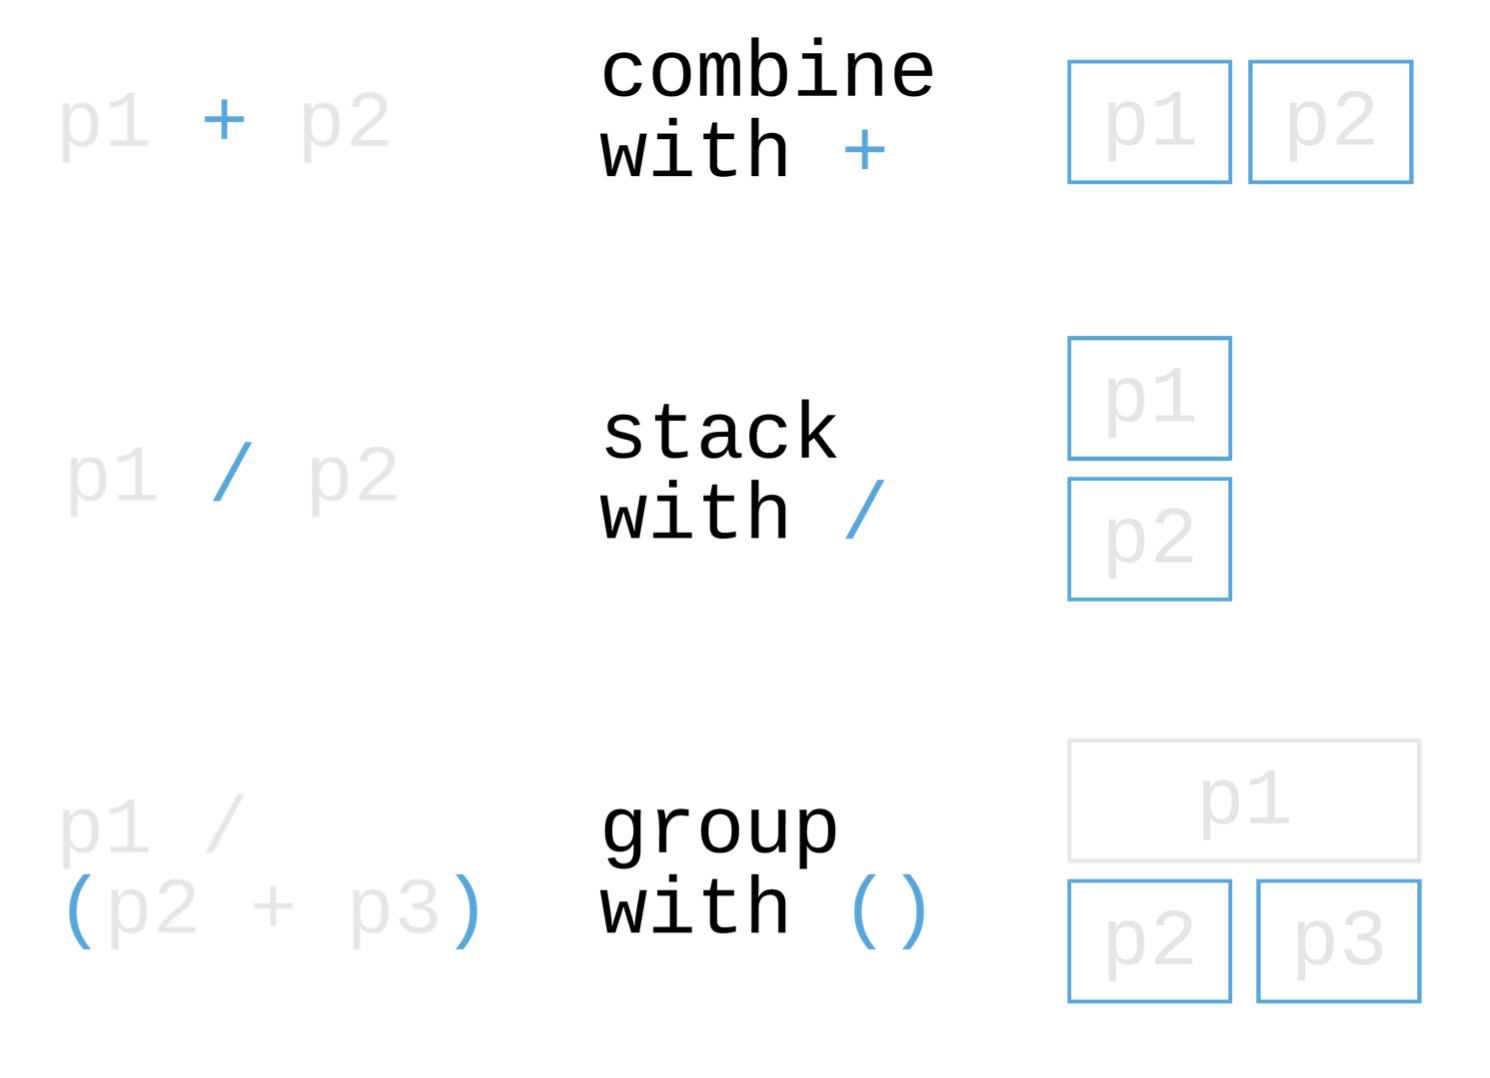 p1 + p2
combine
with +
p1 p2
p1 / p2
stack
with /
p1
p2
p1 /
(p2 + p3)
group
with ()
p1
p2 p3